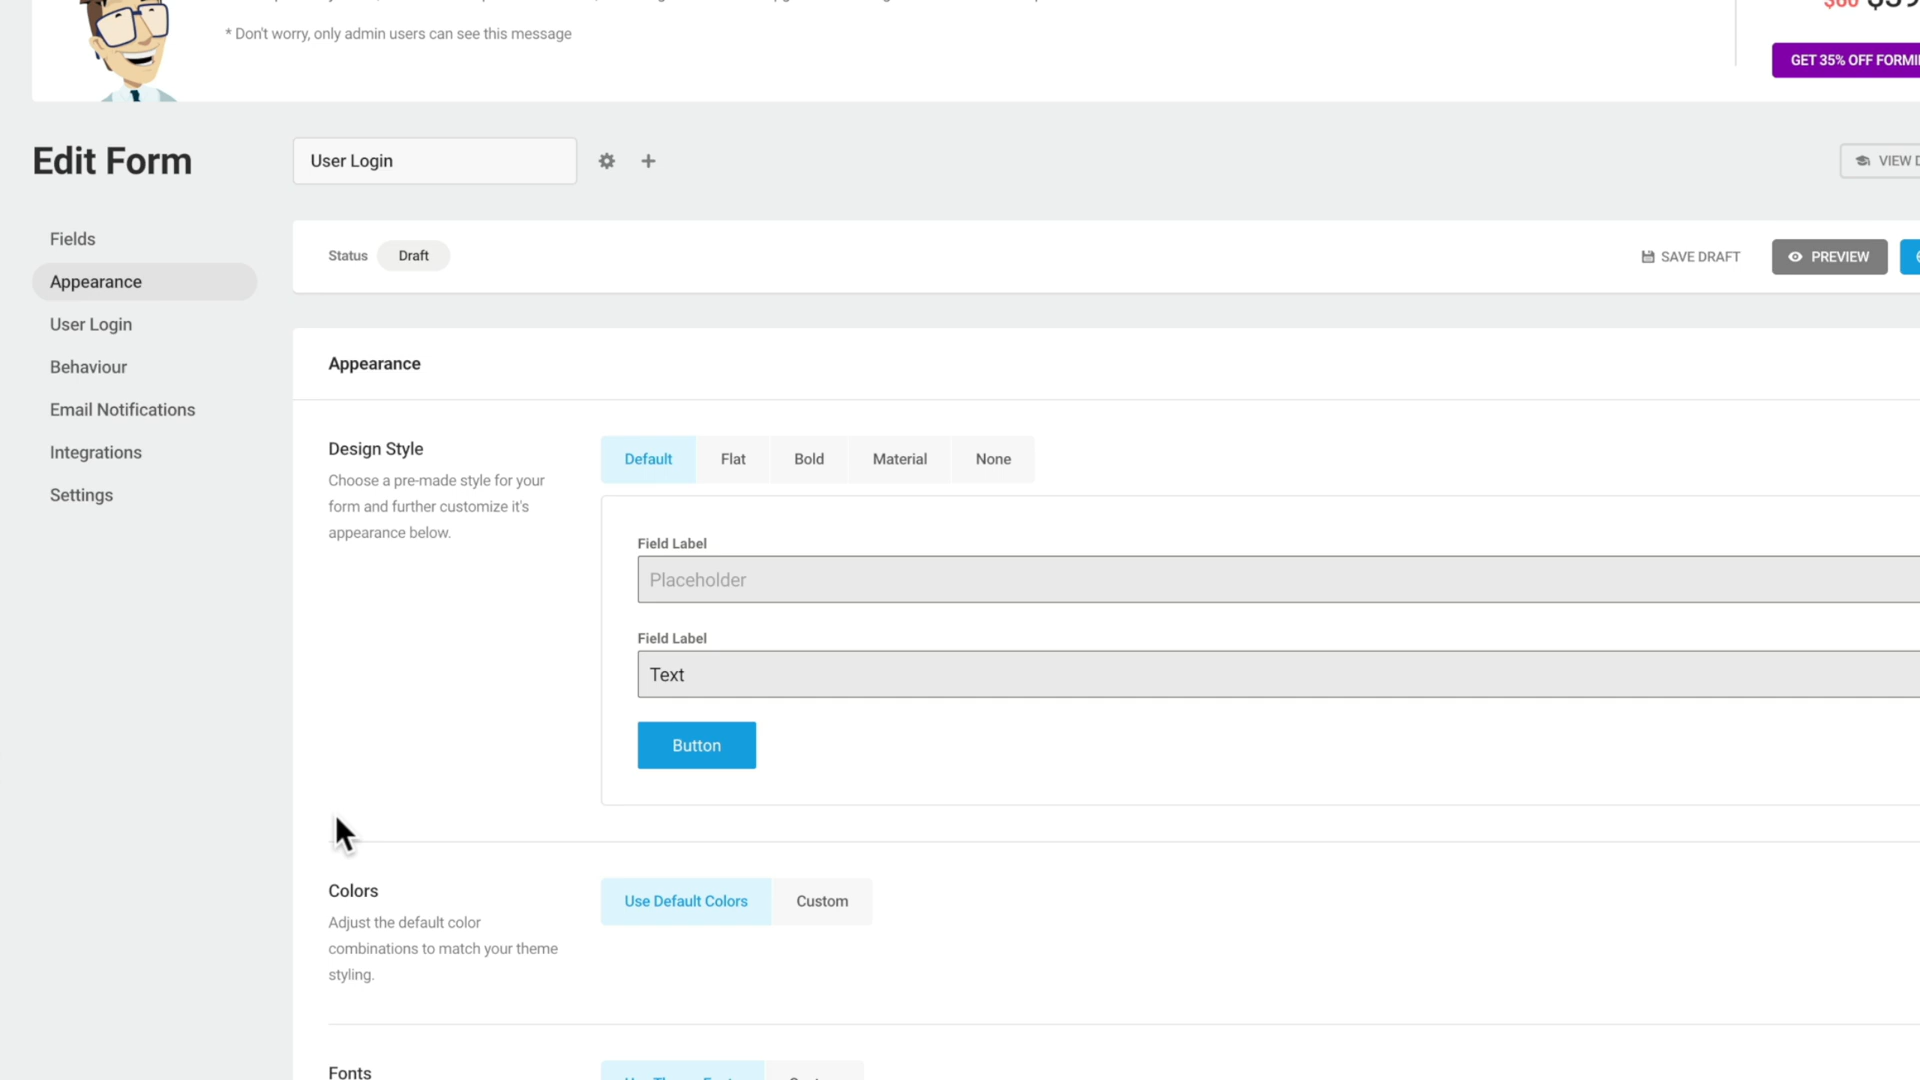 $60 $39
* Don't worry, only admin users can see this message
GET 35% OFF
Edit Form
User Login
VIEW
Fields
Appearance
User Login
Behaviour
Email Notifications
Integrations
Settings
Status Draft
SAVE DRAFT
PREVIEW
Appearance
Design Style
Choose a pre-made style for your
form and further customize it's
appearance below.
Default Flat Bold Material None
Field Label
Placeholder
Field Label
Text
Button
Colors
Adjust the default color
combinations to match your theme
styling.
Use Default Colors Custom
Fonts